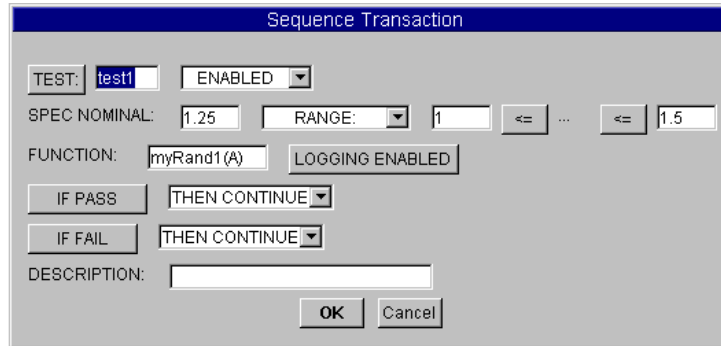 Sequence Transaction
TEST: test1 ENABLED
SPEC NOMINAL: 1.25 RANGE: 1 <= ... <= 1.5
FUNCTION: myRand1(A) LOGGING ENABLED
IF PASS THEN CONTINUE
IF FAIL THEN CONTINUE
DESCRIPTION:
OK Cancel